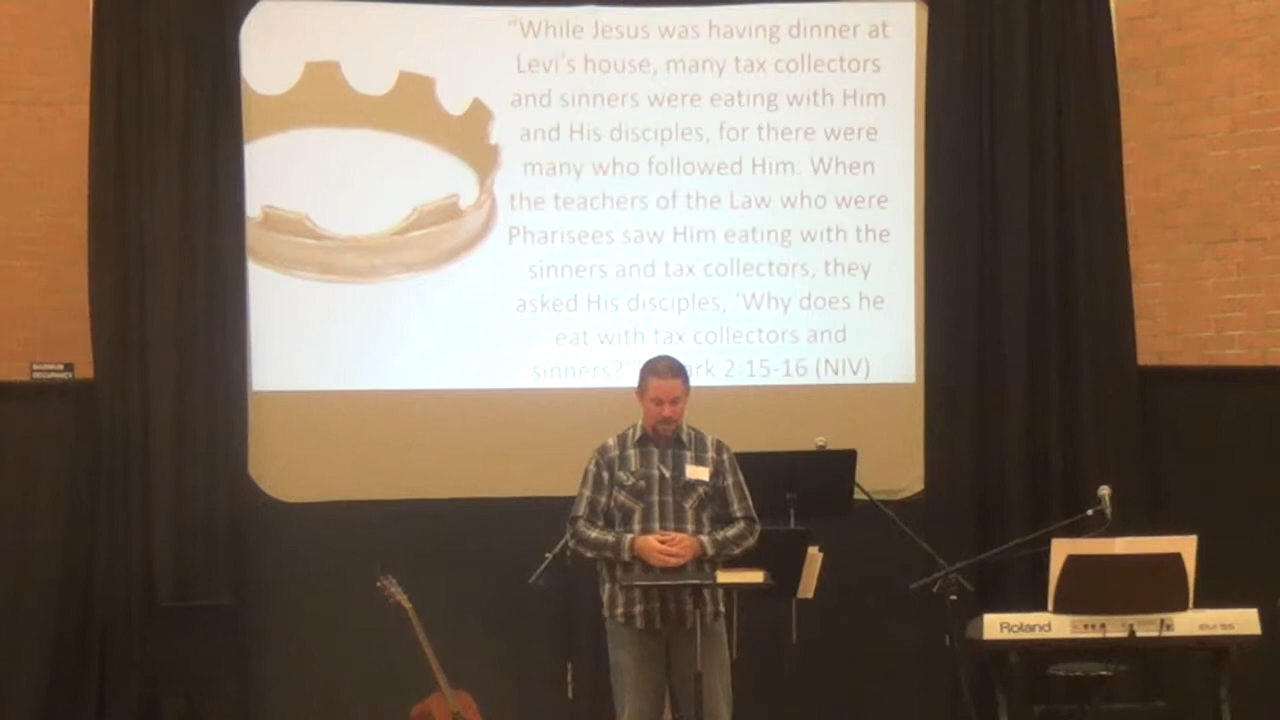 "While Jesus was having dinner at
Levi's house, many tax collectors
and sinners were eating with Him
and His disciples, for there were
many who followed Him. When
the teachers of the Law who were
Pharisees saw Him eating with the
sinners and tax collectors, they
asked His disciples, 'Why does he
eat with tax collectors and
sinners?'" ark 2 15-16 (NIV)
MAXIMUM
OCCUPANCY
Roland